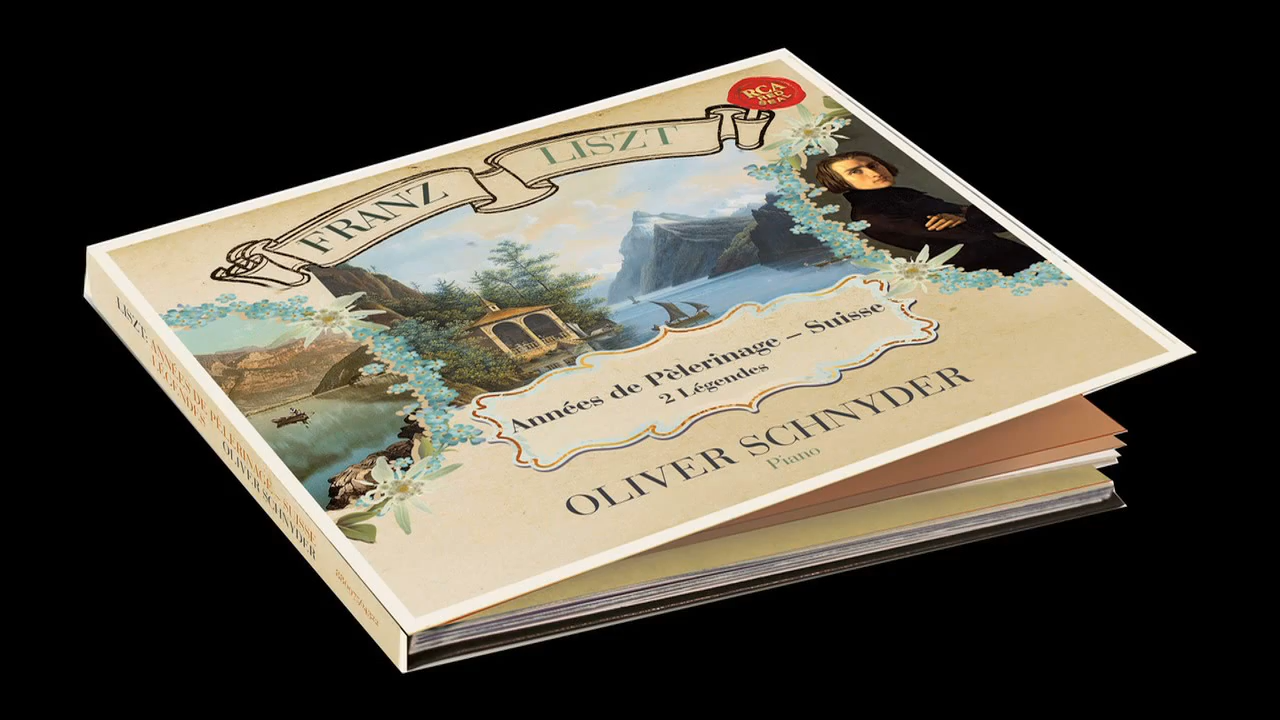 RCA
RED
SEAL
FRANZ LISZT
Années de Pèlerinage – Suisse
2 Légendes
OLIVER SCHNYDER
Piano
LISZT: ANNÉES DE PÈLERINAGE – SUISSE
LÉGENDES
OLIVER SCHNYDER